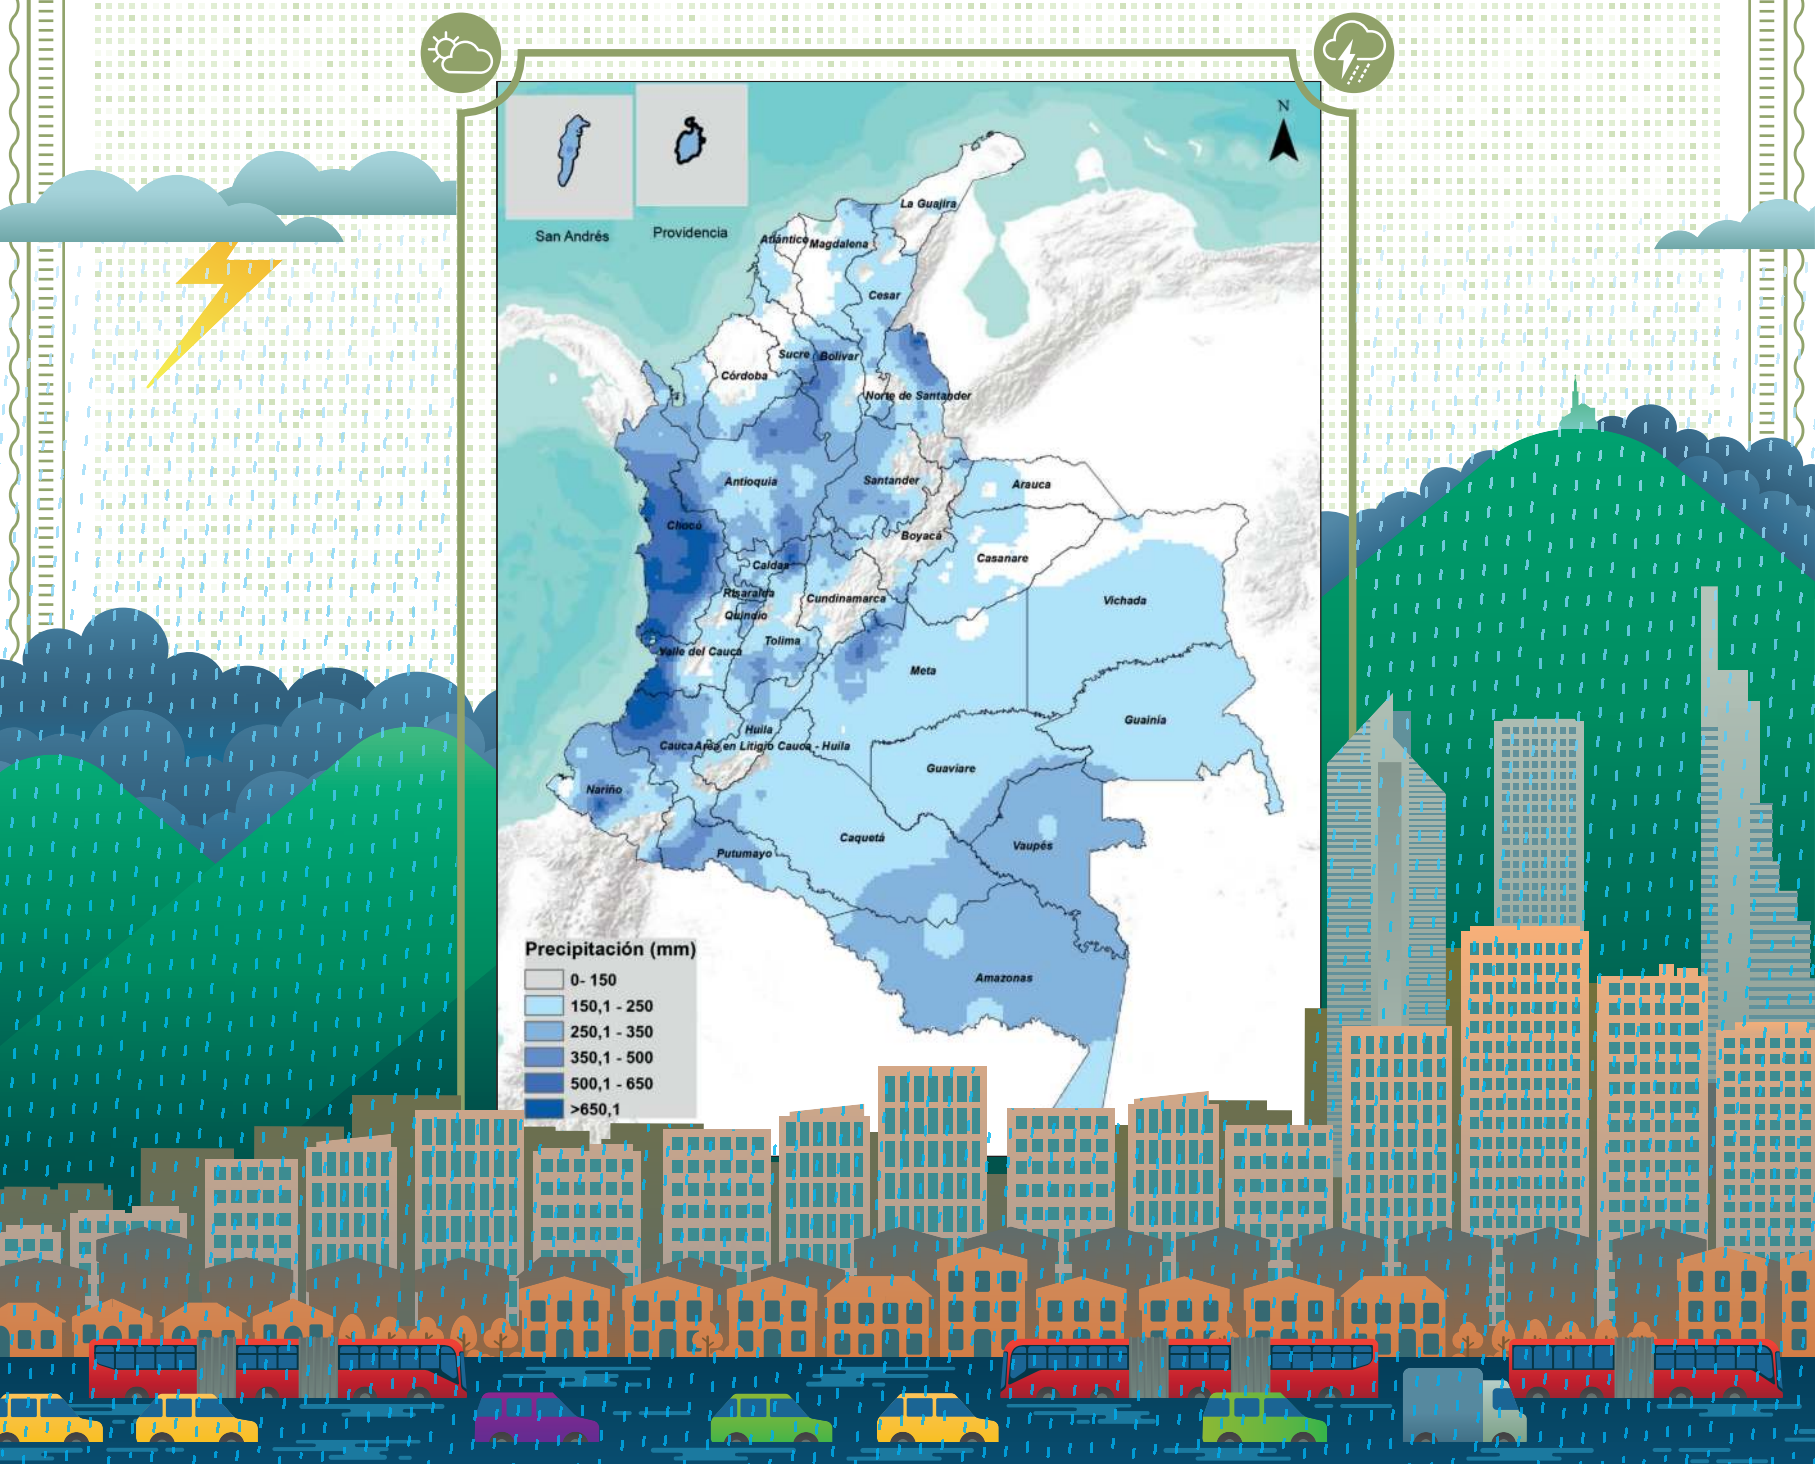 N
San Andrés
Providencia
La Guajira
Atlántico
Magdalena
Cesar
Sucre
Bolívar
Córdoba
Norte de Santander
Antioquia
Santander
Arauca
Chocó
Boyacá
Casanare
Caldas
Risaralda
Cundinamarca
Vichada
Quindío
Tolima
Valle del Cauca
Meta
Guainía
Huila
Cauca
Area en Litigio Cauca - Huila
Guaviare
Nariño
Caquetá
Vaupés
Putumayo
Amazonas
Precipitación (mm)
0- 150
150,1 - 250
250,1 - 350
350,1 - 500
500,1 - 650
>650,1